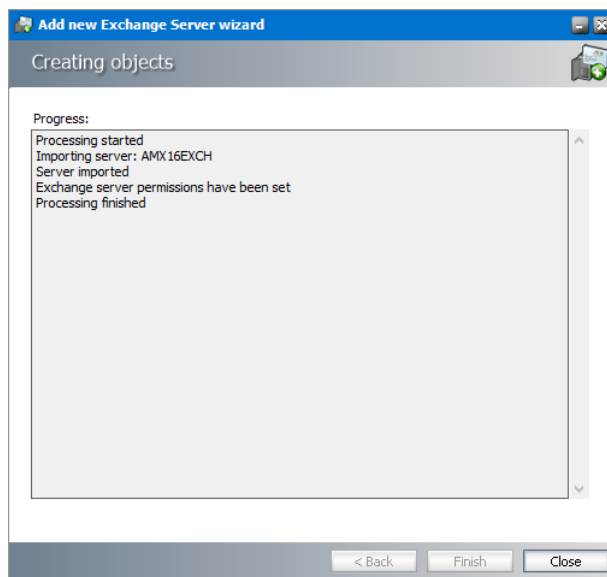 Add new Exchange Server wizard
Creating objects
Progress:
Processing started
Importing server: AMX16EXCH
Server imported
Exchange server permissions have been set
Processing finished
< Back
Finish
Close